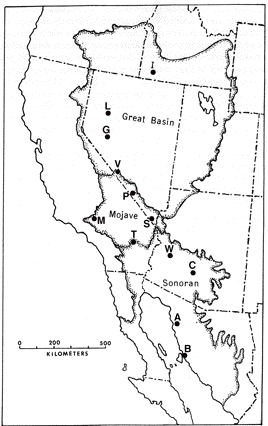 I
L
Great Basin
G
V
P
Mojave
M
S
T
W
C
Sonoran
A
B
0 200 500
KILOMETERS